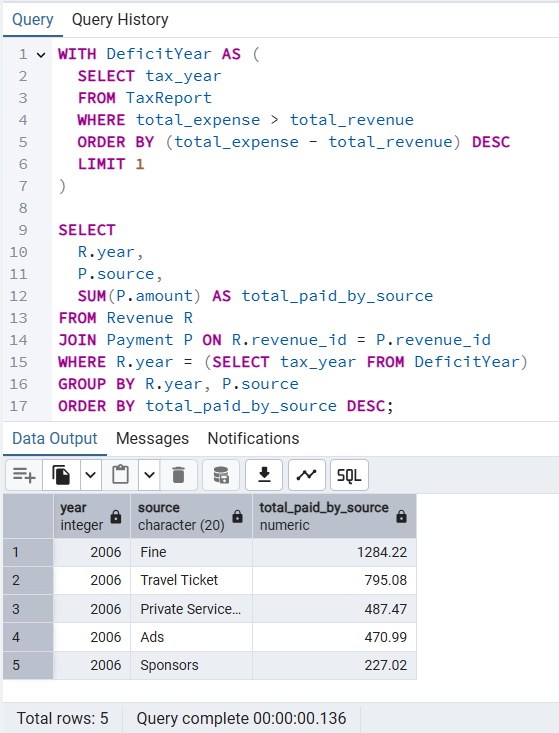 Query Query History
1 WITH DeficitYear AS (
2 SELECT tax_year
3 FROM TaxReport
4 WHERE total_expense > total_revenue
5 ORDER BY (total_expense - total_revenue) DESC
6 LIMIT 1
7 )
8
9 SELECT
10 R.year,
11 P.source,
12 SUM(P.amount) AS total_paid_by_source
13 FROM Revenue R
14 JOIN Payment P ON R.revenue_id = P.revenue_id
15 WHERE R.year = (SELECT tax_year FROM DeficitYear)
16 GROUP BY R.year, P.source
17 ORDER BY total_paid_by_source DESC;
Data Output Messages Notifications
SQL
year source total_paid_by_source
integer character (20) numeric
1 2006 Fine 1284.22
2 2006 Travel Ticket 795.08
3 2006 Private Service... 487.47
4 2006 Ads 470.99
5 2006 Sponsors 227.02
Total rows: 5 Query complete 00:00:00.136